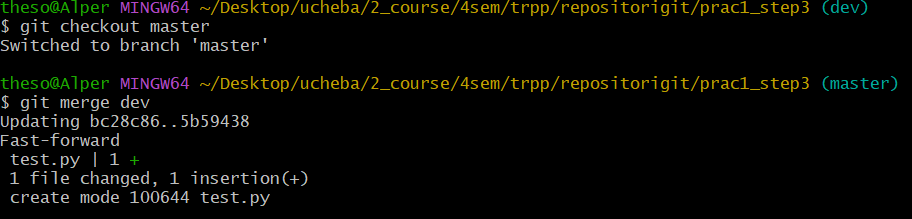 theso@Alper MINGW64 ~/Desktop/ucheba/2_course/4sem/trpp/repositorigit/prac1_step3 (dev)
$ git checkout master
Switched to branch 'master'
theso@Alper MINGW64 ~/Desktop/ucheba/2_course/4sem/trpp/repositorigit/prac1_step3 (master)
$ git merge dev
Updating bc28c86..5b59438
Fast-forward
 test.py | 1 +
 1 file changed, 1 insertion(+)
 create mode 100644 test.py